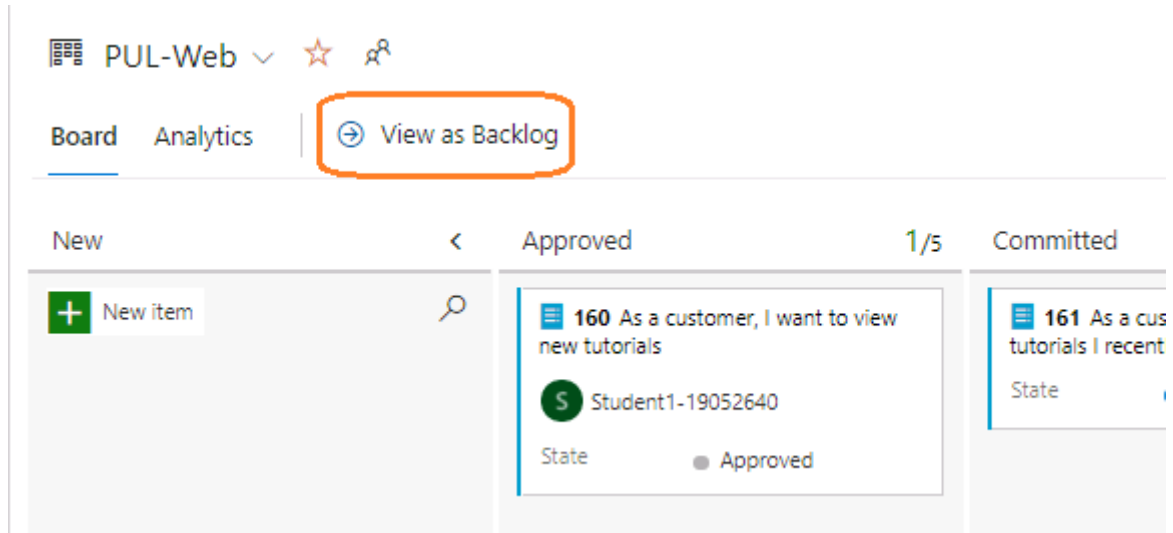 PUL-Web
Board Analytics View as Backlog
New Approved 1/5 Committed
New item
160 As a customer, I want to view
new tutorials
S Student1-19052640
State Approved
161 As a cus
tutorials I recent
State